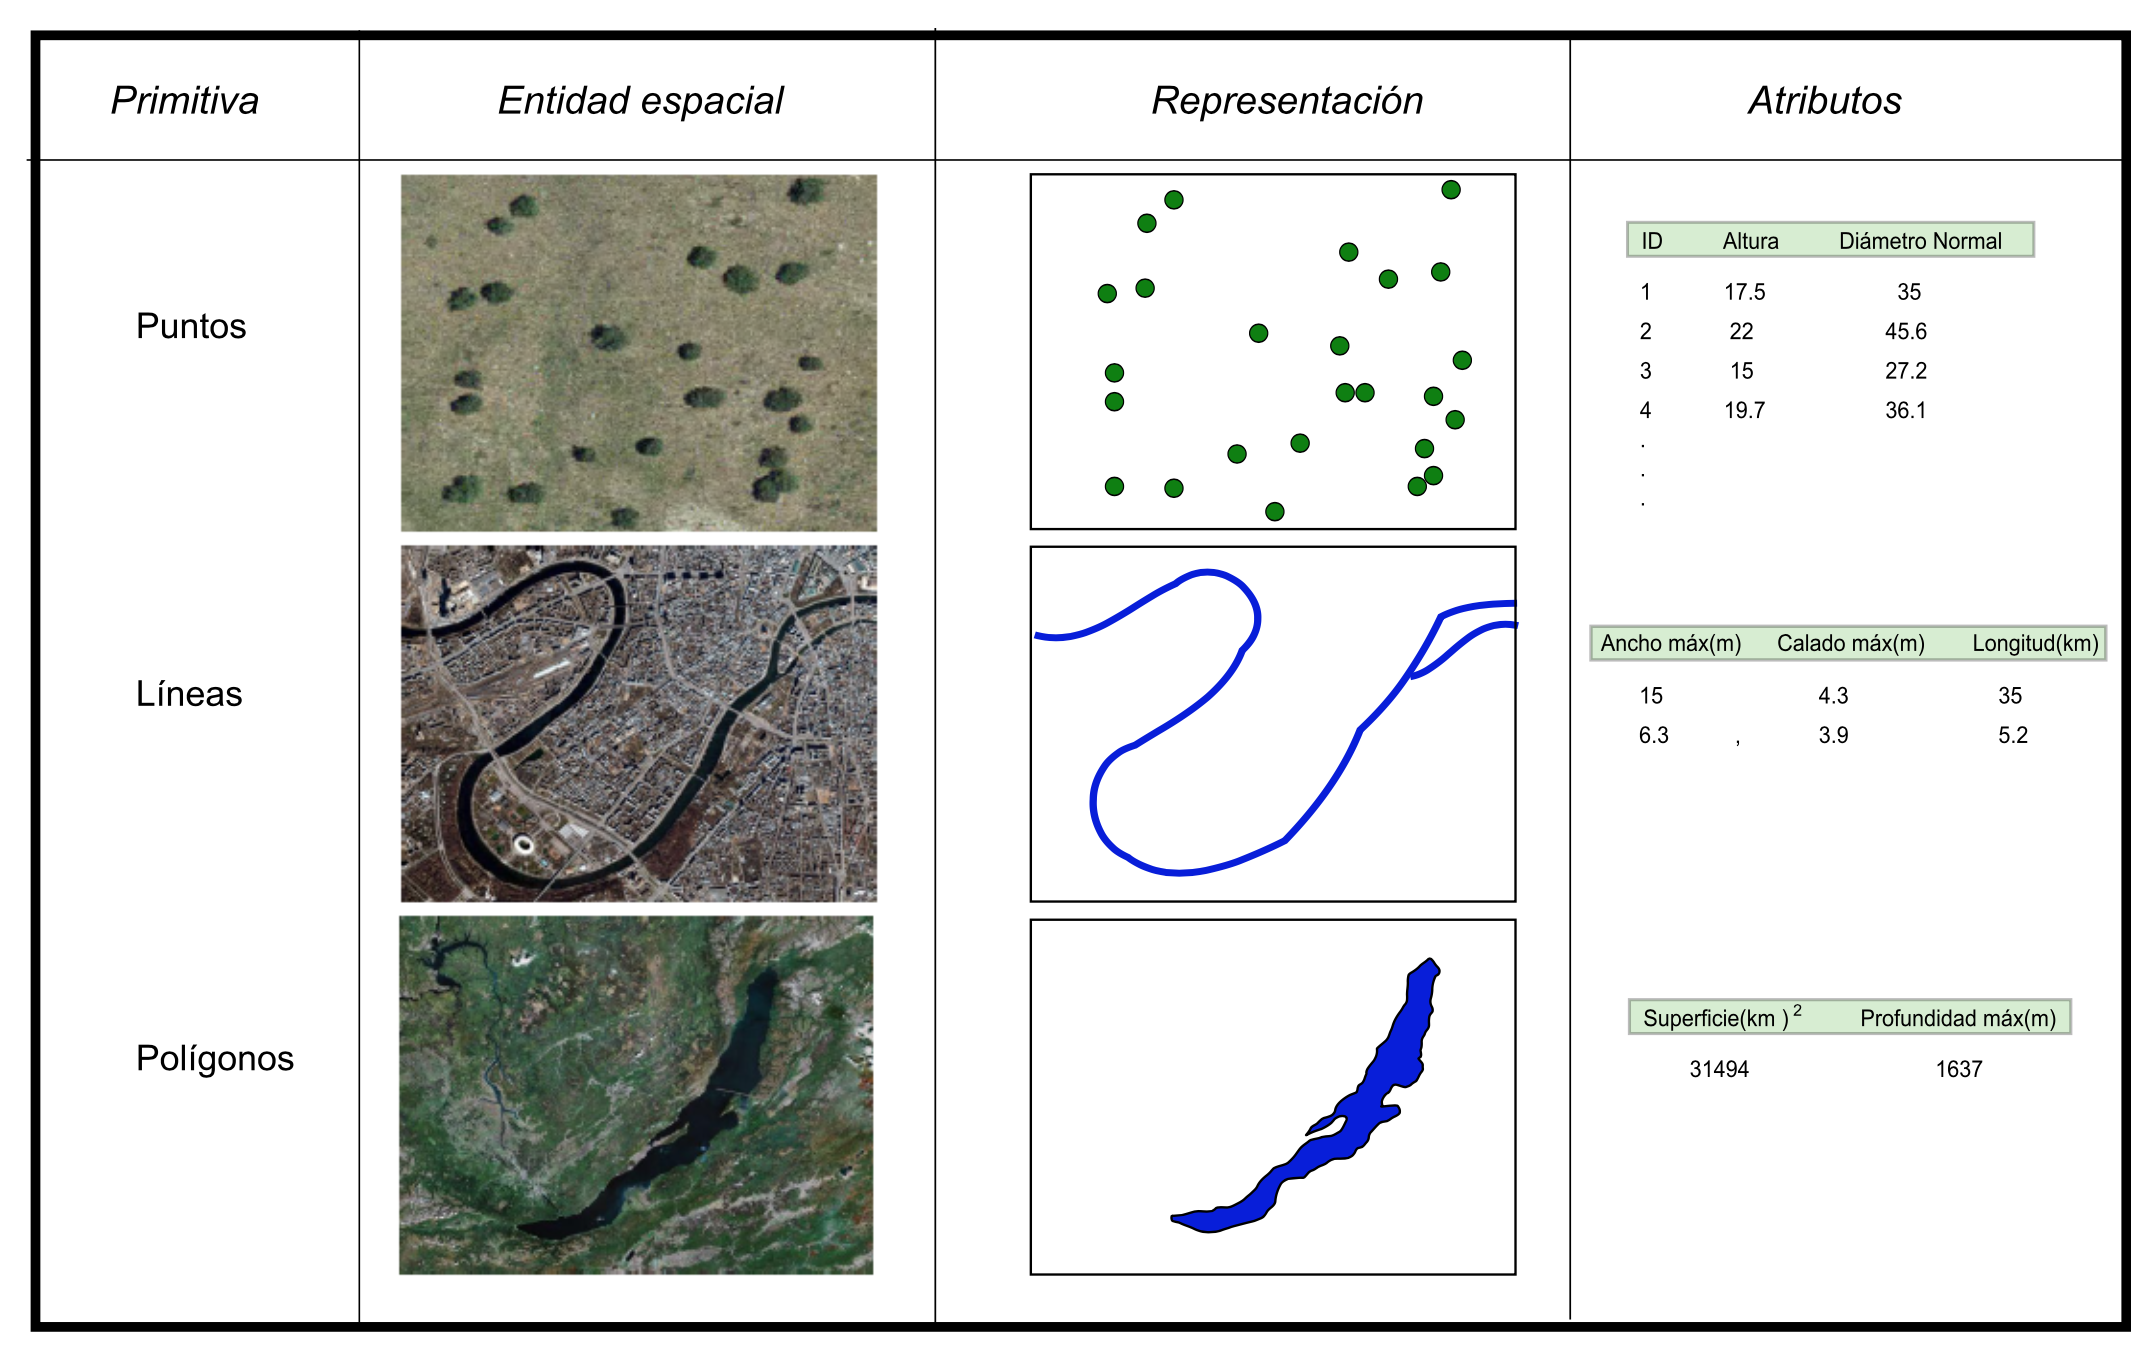 Primitiva Entidad espacial Representación Atributos
Puntos
ID Altura Diámetro Normal
1 17.5 35
2 22 45.6
3 15 27.2
4 19.7 36.1
.
.
.
Líneas
Ancho máx(m) Calado máx(m) Longitud(km)
15 4.3 35
6.3 , 3.9 5.2
Polígonos
Superficie(km ) 2 Profundidad máx(m)
31494 1637